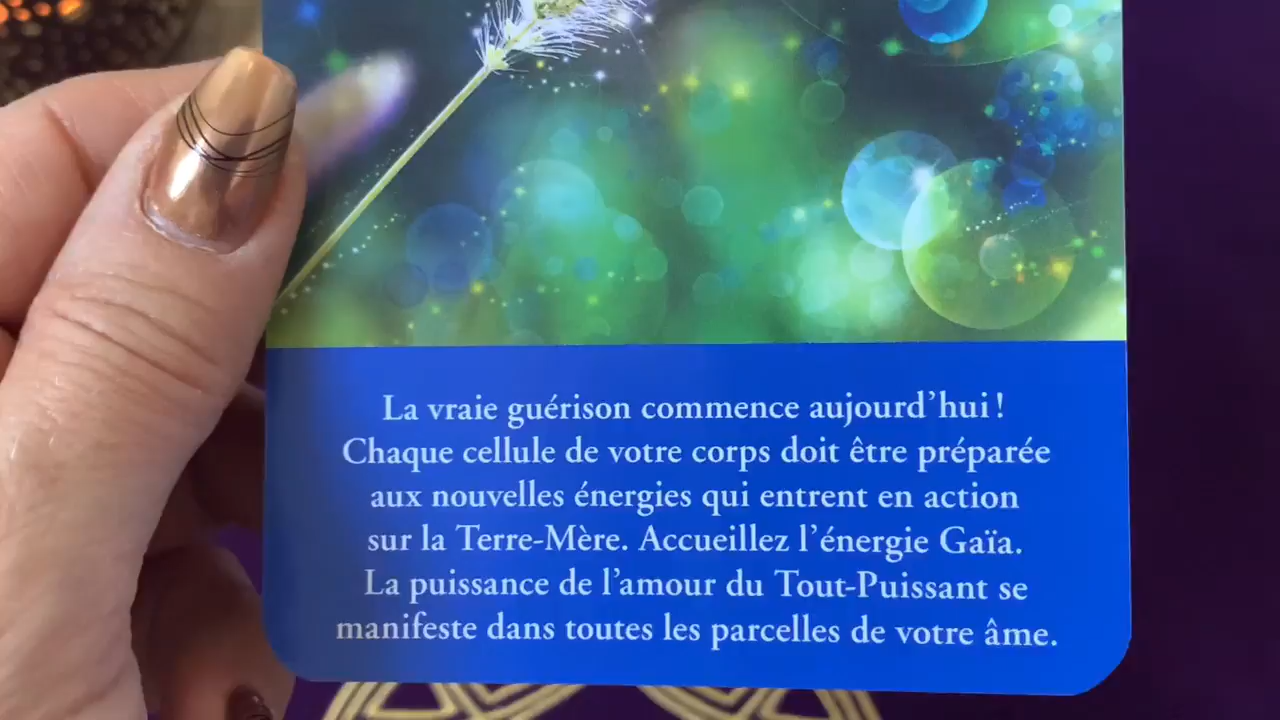 La vraie guérison commence aujourd'hui !
Chaque cellule de votre corps doit être préparée
aux nouvelles énergies qui entrent en action
sur la Terre-Mère. Accueillez l'énergie Gaïa.
La puissance de l'amour du Tout-Puissant se
manifeste dans toutes les parcelles de votre âme.